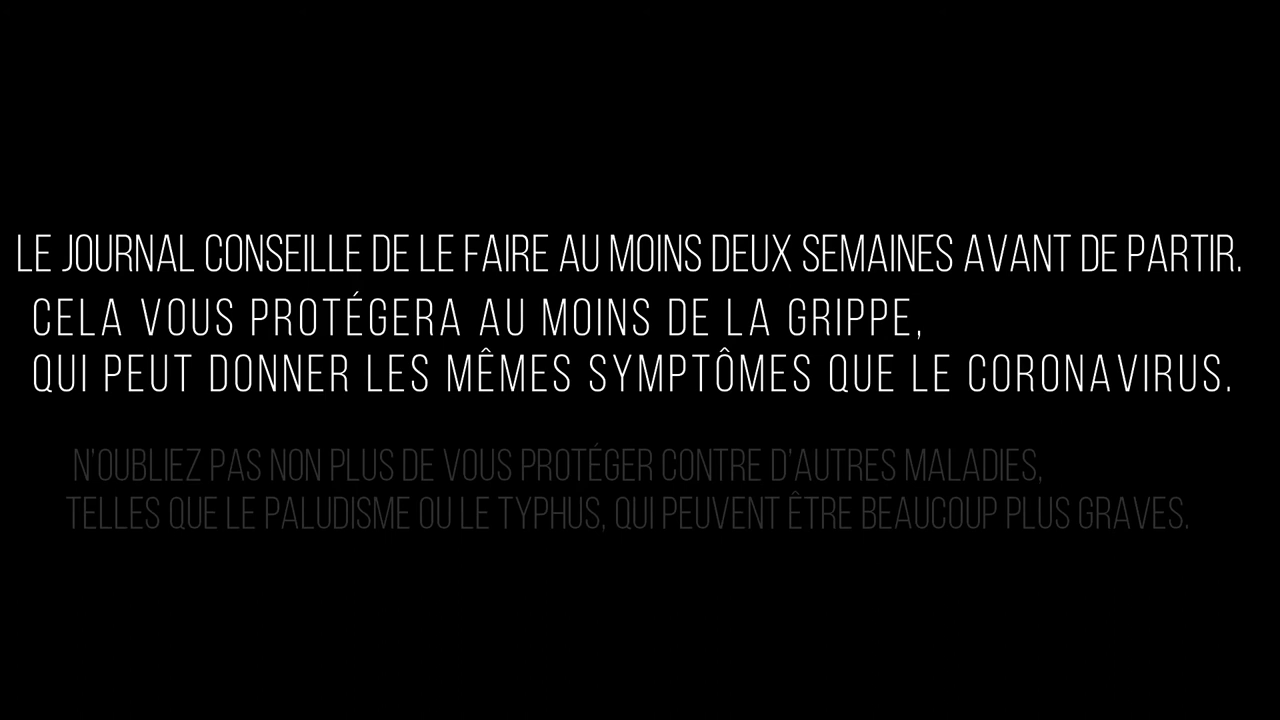 LE JOURNAL CONSEILLE DE LE FAIRE AU MOINS DEUX SEMAINES AVANT DE PARTIR.
CELA VOUS PROTÉGERA AU MOINS DE LA GRIPPE,
QUI PEUT DONNER LES MÊMES SYMPTÔMES QUE LE CORONAVIRUS.
N'OUBLIEZ PAS NON PLUS DE VOUS PROTÉGER CONTRE D'AUTRES MALADIES,
TELLES QUE LE PALUDISME OU LE TYPHUS, QUI PEUVENT ÊTRE BEAUCOUP PLUS GRAVES.